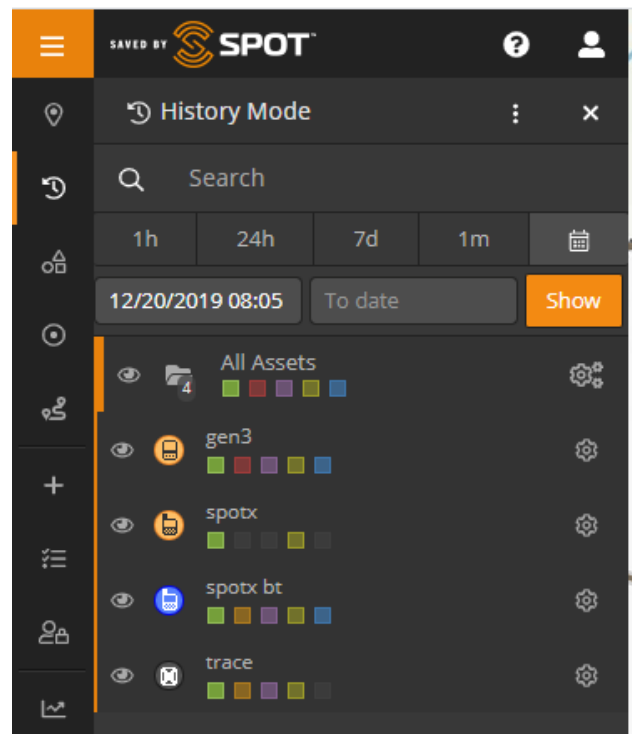 SAVED BY SPOT
History Mode
Search
1h 24h 7d 1m
12/20/2019 08:05 To date Show
All Assets
4
gen3
spotx
spotx bt
trace